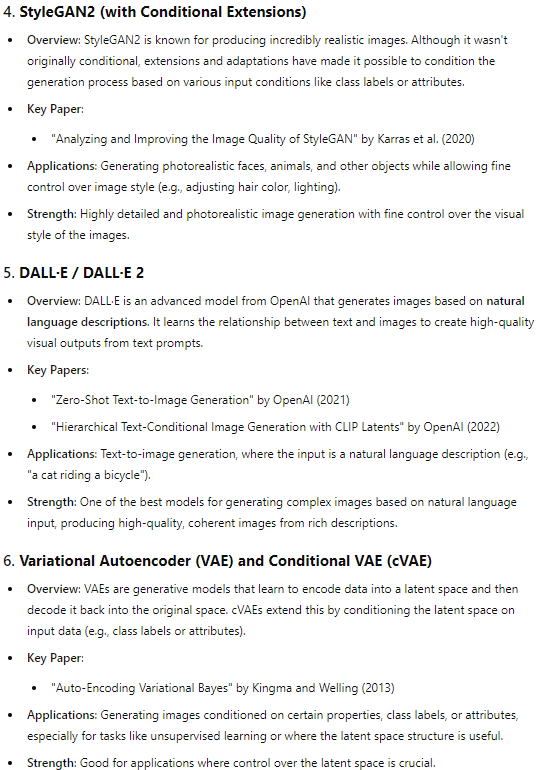 4. StyleGAN2 (with Conditional Extensions)
• Overview: StyleGAN2 is known for producing incredibly realistic images. Although it wasn't
originally conditional, extensions and adaptations have made it possible to condition the
generation process based on various input conditions like class labels or attributes.
• Key Paper:
• "Analyzing and Improving the Image Quality of StyleGAN" by Karras et al. (2020)
• Applications: Generating photorealistic faces, animals, and other objects while allowing fine
control over image style (e.g., adjusting hair color, lighting).
• Strength: Highly detailed and photorealistic image generation with fine control over the visual
style of the images.
5. DALL·E / DALL·E 2
• Overview: DALL·E is an advanced model from OpenAI that generates images based on natural
language descriptions. It learns the relationship between text and images to create high-quality
visual outputs from text prompts.
• Key Papers:
• "Zero-Shot Text-to-Image Generation" by OpenAI (2021)
• "Hierarchical Text-Conditional Image Generation with CLIP Latents" by OpenAI (2022)
• Applications: Text-to-image generation, where the input is a natural language description (e.g.,
"a cat riding a bicycle").
• Strength: One of the best models for generating complex images based on natural language
input, producing high-quality, coherent images from rich descriptions.
6. Variational Autoencoder (VAE) and Conditional VAE (cVAE)
• Overview: VAEs are generative models that learn to encode data into a latent space and then
decode it back into the original space. cVAEs extend this by conditioning the latent space on
input data (e.g., class labels or attributes).
• Key Paper:
• "Auto-Encoding Variational Bayes" by Kingma and Welling (2013)
• Applications: Generating images conditioned on certain properties, class labels, or attributes,
especially for tasks like unsupervised learning or where the latent space structure is useful.
• Strength: Good for applications where control over the latent space is crucial.